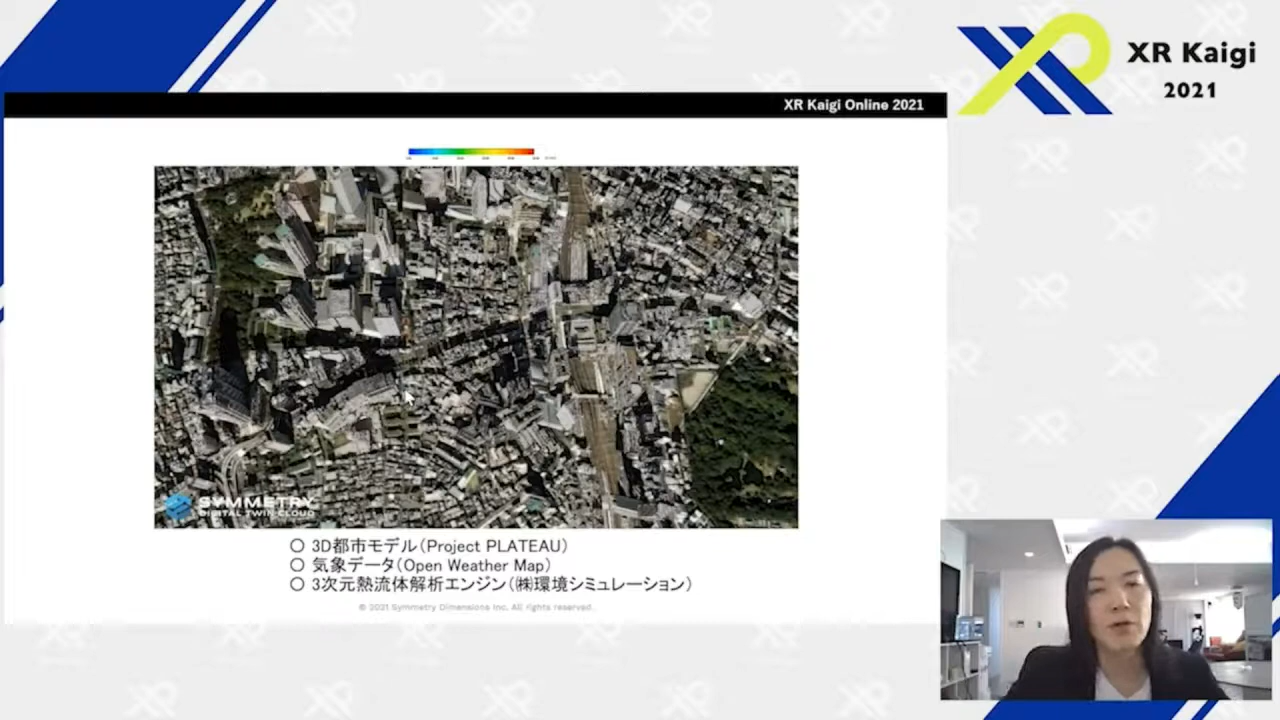 XR Kaigi
2021
XR Kaigi Online 2021
SYMMETRY
DIGITAL TWIN CLOUD
○ 3D都市モデル（Project PLATEAU）
○ 気象データ（Open Weather Map）
○ 3次元熱流体解析エンジン（㈱環境シミュレーション）
© 2021 Symmetry Dimensions Inc. All rights reserved.